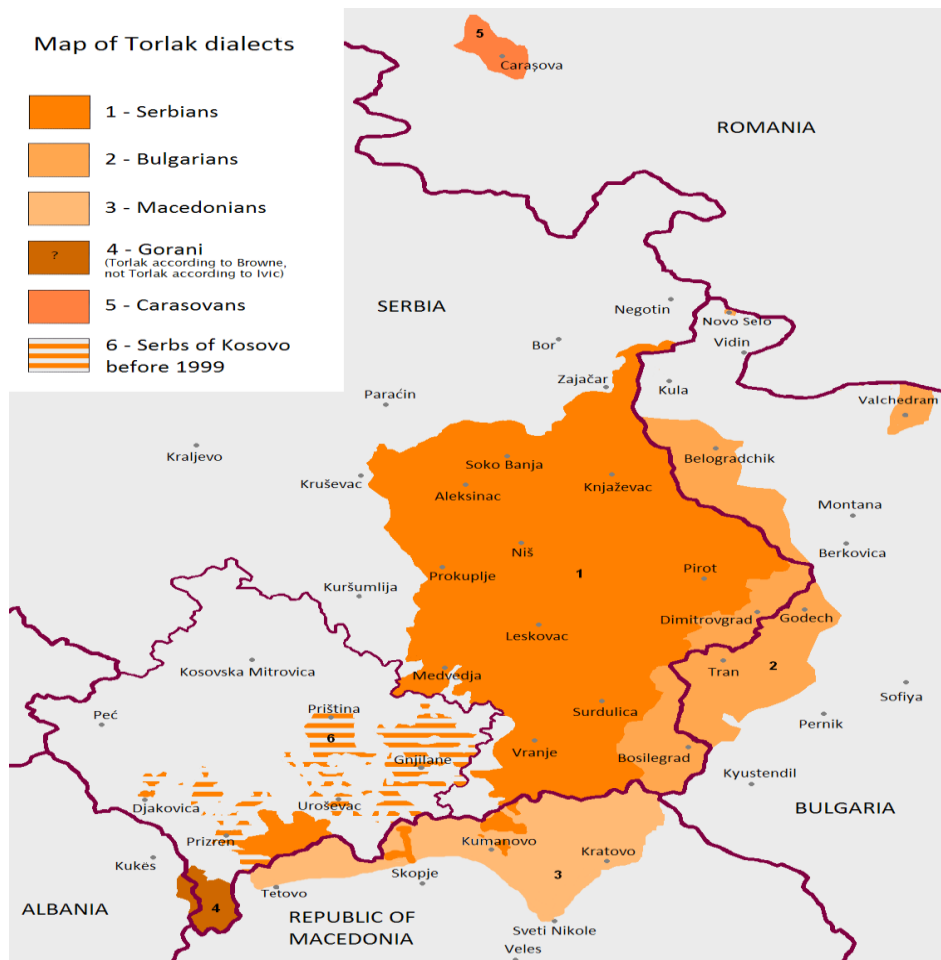 Map of Torlak dialects
1 - Serbians
2 - Bulgarians
3 - Macedonians
?
4 - Gorani
(Torlak according to Browne,
not Torlak according to Ivic)
5 - Carasovans
6 - Serbs of Kosovo
before 1999
5
Carașova
ROMANIA
SERBIA
Negotin
Novo Selo
Bor
Vidin
Zajačar
Kula
Paraćin
Valchedram
Kraljevo
Soko Banja
Belogradchik
Kruševac
Aleksinac
Knjaževac
Montana
Niš
Berkovica
Prokuplje
1
Pirot
Kuršumlija
Dimitrovgrad
Godech
Leskovac
Kosovska Mitrovica
Medvedja
Tran
2
Sofiya
Peć
Priština
Surdulica
Pernik
6
Vranje
Gnjilane
Bosilegrad
Kyustendil
Djakovica
Uroševac
BULGARIA
Prizren
Kumanovo
Kratovo
Kukës
Skopje
3
Tetovo
ALBANIA
4
REPUBLIC OF
MACEDONIA
Sveti Nikole
Veles